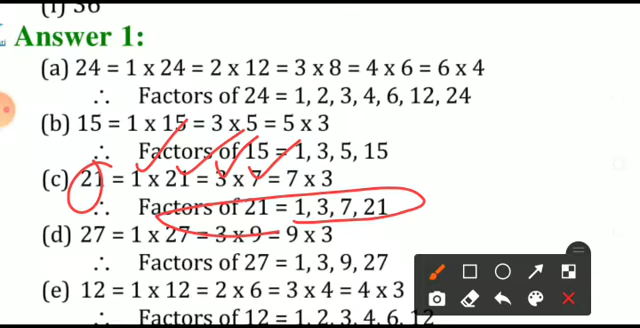 (f) 36
Answer 1:
(a) 24 = 1 x 24 = 2 x 12 = 3 x 8 = 4 x 6 = 6 x 4
∴ Factors of 24 = 1, 2, 3, 4, 6, 12, 24
(b) 15 = 1 x 15 = 3 x 5 = 5 x 3
∴ Factors of 15 = 1, 3, 5, 15
(c) 21 = 1 x 21 = 3 x 7 = 7 x 3
∴ Factors of 21 = 1, 3, 7, 21
(d) 27 = 1 x 27 = 3 x 9 = 9 x 3
∴ Factors of 27 = 1, 3, 9, 27
(e) 12 = 1 x 12 = 2 x 6 = 3 x 4 = 4 x 3
∴ Factors of 12 = 1, 2, 3, 4, 6, 12